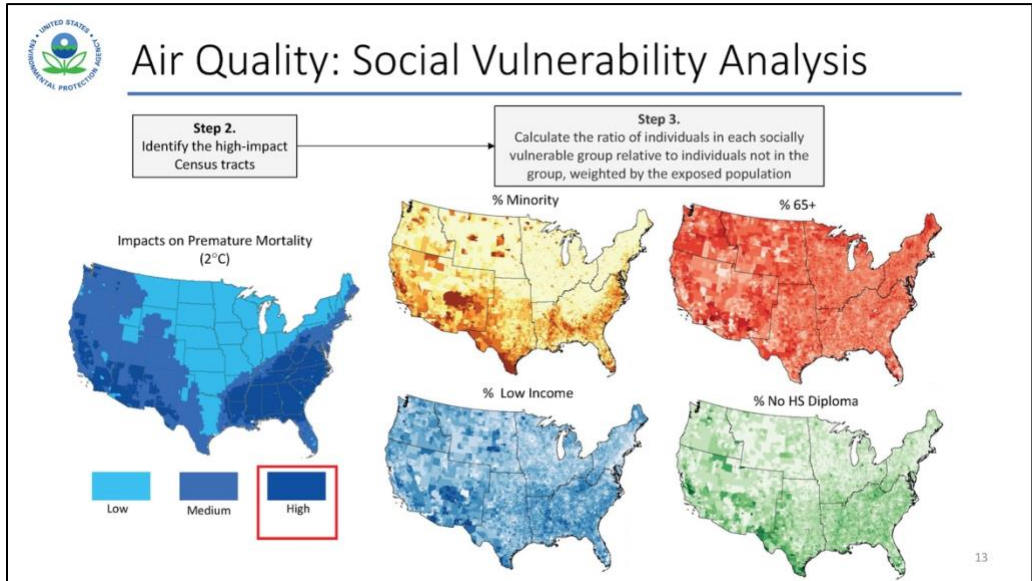 UNITED STATES
ENVIRONMENTAL PROTECTION AGENCY
Air Quality: Social Vulnerability Analysis
Step 2.
Identify the high-impact
Census tracts
Step 3.
Calculate the ratio of individuals in each socially
vulnerable group relative to individuals not in the
group, weighted by the exposed population
Impacts on Premature Mortality
(2°C)
Low
Medium
High
% Minority
% 65+
% Low Income
% No HS Diploma
13